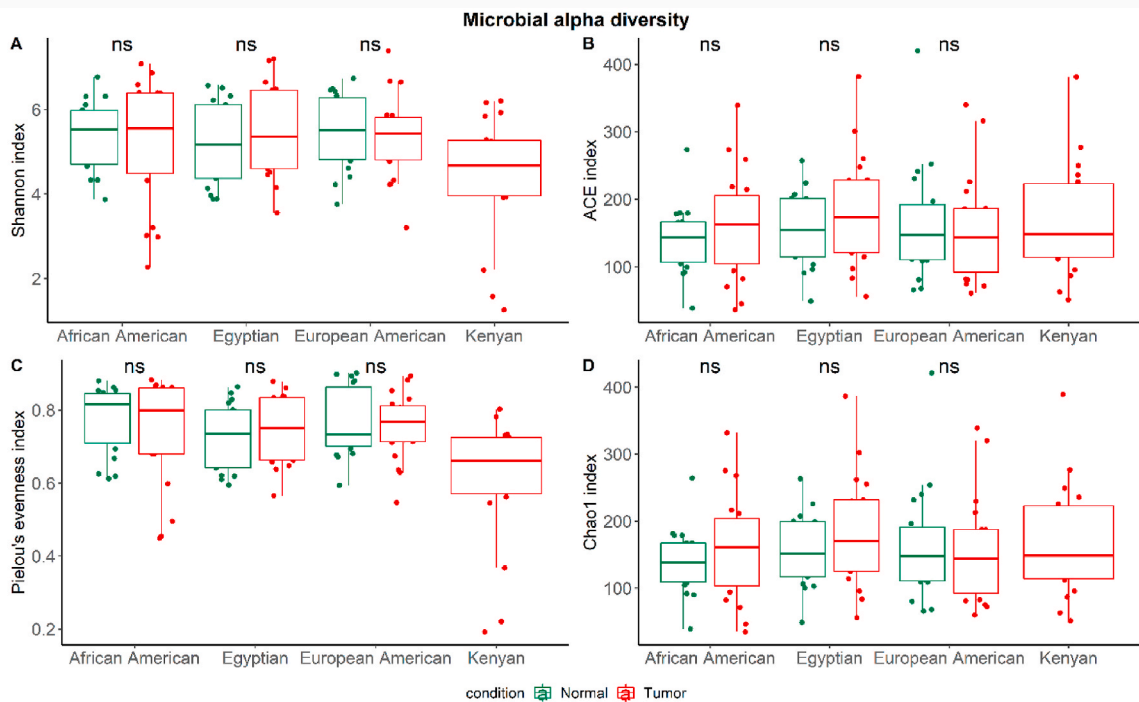 Microbial alpha diversity
A
ns
ns
ns
Shannon index
6
4
2
African American
Egyptian
European American
Kenyan
B
ns
ns
ns
ACE index
400
300
200
100
African American
Egyptian
European American
Kenyan
C
ns
ns
ns
Pielou's evenness index
0.8
0.6
0.4
0.2
African American
Egyptian
European American
Kenyan
D
ns
ns
ns
Chao1 index
400
300
200
100
African American
Egyptian
European American
Kenyan
condition a Normal a Tumor